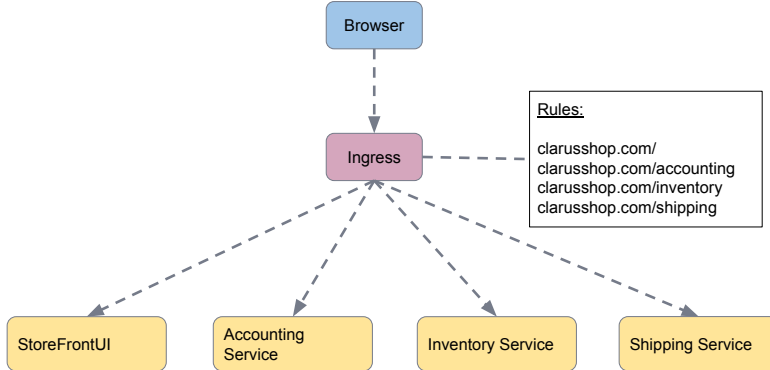 Browser
Ingress
Rules:
clarusshop.com/
clarusshop.com/accounting
clarusshop.com/inventory
clarusshop.com/shipping
StoreFrontUI
Accounting
Service
Inventory Service
Shipping Service